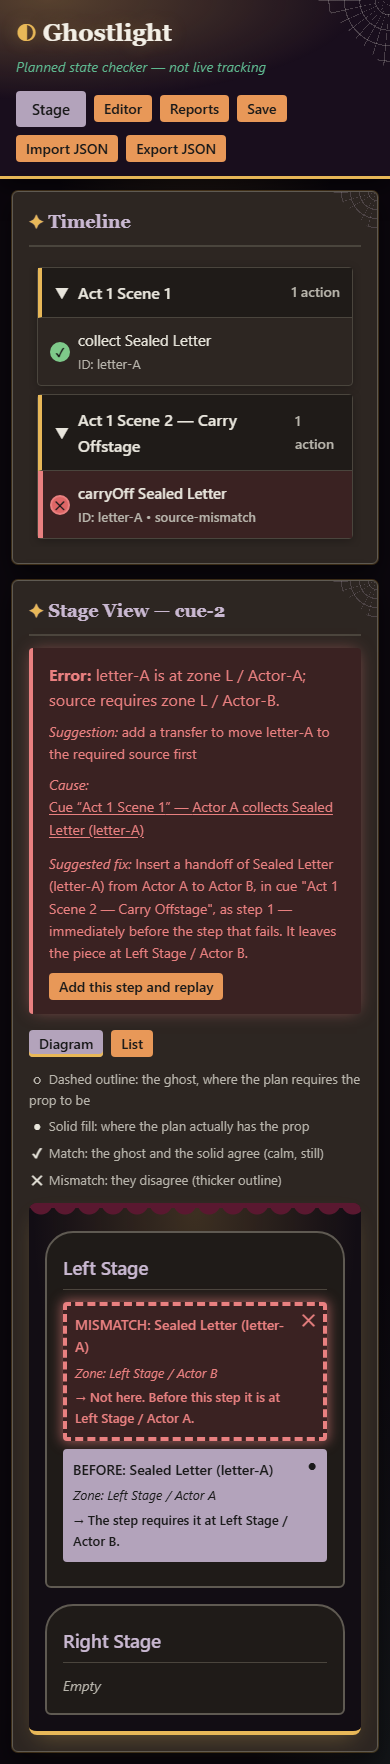 Ghostlight
Planned state checker — not live tracking
Stage Editor Reports Save
Import JSON Export JSON
Timeline
▼ Act 1 Scene 1 1 action
collect Sealed Letter
ID: letter-A
▼ Act 1 Scene 2 — Carry
Offstage
1
action
carryOff Sealed Letter
ID: letter-A • source-mismatch
Stage View — cue-2
Error: letter-A is at zone L / Actor-A;
source requires zone L / Actor-B.
Suggestion: add a transfer to move letter-A to
the required source first
Cause:
Cue “Act 1 Scene 1” — Actor A collects Sealed
Letter (letter-A)
Suggested fix: Insert a handoff of Sealed Letter
(letter-A) from Actor A to Actor B, in cue "Act 1
Scene 2 — Carry Offstage", as step 1 —
immediately before the step that fails. It leaves
the piece at Left Stage / Actor B.
Add this step and replay
Diagram List
○ Dashed outline: the ghost, where the plan requires the
prop to be
● Solid fill: where the plan actually has the prop
✓ Match: the ghost and the solid agree (calm, still)
✕ Mismatch: they disagree (thicker outline)
Left Stage
MISMATCH: Sealed Letter (letter-
A)
Zone: Left Stage / Actor B
→ Not here. Before this step it is at
Left Stage / Actor A.
BEFORE: Sealed Letter (letter-A)
Zone: Left Stage / Actor A
→ The step requires it at Left Stage /
Actor B.
Right Stage
Empty